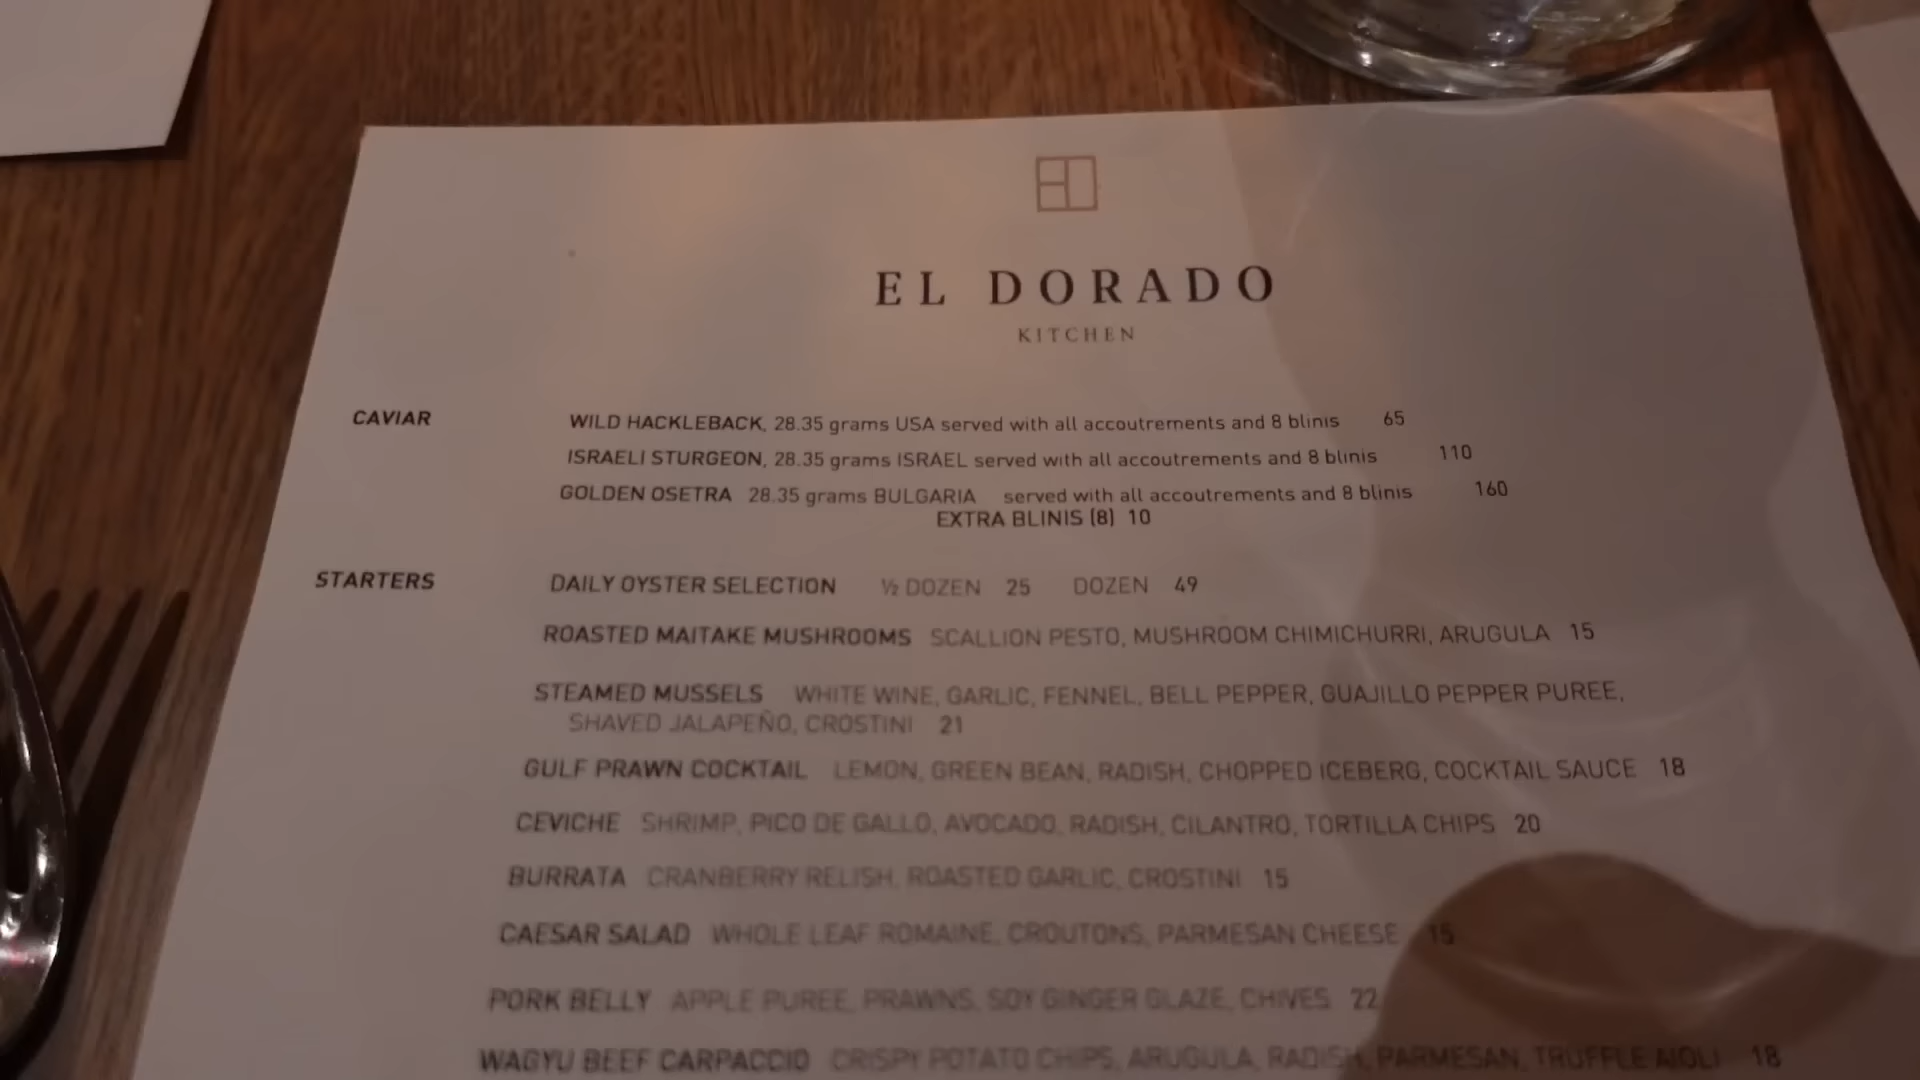 EL DORADO
KITCHEN
CAVIAR WILD HACKLEBACK, 28.35 grams USA served with all accoutrements and 8 blinis 65
ISRAELI STURGEON, 28.35 grams ISRAEL served with all accoutrements and 8 blinis 110
GOLDEN OSETRA 28.35 grams BULGARIA served with all accoutrements and 8 blinis 160
EXTRA BLINIS (8) 10
STARTERS DAILY OYSTER SELECTION ½ DOZEN 25 DOZEN 49
ROASTED MAITAKE MUSHROOMS SCALLION PESTO, MUSHROOM CHIMICHURRI, ARUGULA 15
STEAMED MUSSELS WHITE WINE, GARLIC, FENNEL, BELL PEPPER, GUAJILLO PEPPER PUREE,
SHAVED JALAPEÑO, CROSTINI 21
GULF PRAWN COCKTAIL LEMON, GREEN BEAN, RADISH, CHOPPED ICEBERG, COCKTAIL SAUCE 18
CEVICHE SHRIMP, PICO DE GALLO, AVOCADO, RADISH, CILANTRO, TORTILLA CHIPS 20
BURRATA CRANBERRY RELISH, ROASTED GARLIC, CROSTINI 15
CAESAR SALAD WHOLE LEAF ROMAINE, CROUTONS, PARMESAN CHEESE 15
PORK BELLY APPLE PUREE, PRAWNS, SOY GINGER GLAZE, CHIVES 22
WAGYU BEEF CARPACCIO CRISPY POTATO CHIPS, ARUGULA, RADISH, PARMESAN, TRUFFLE AIOLI 18